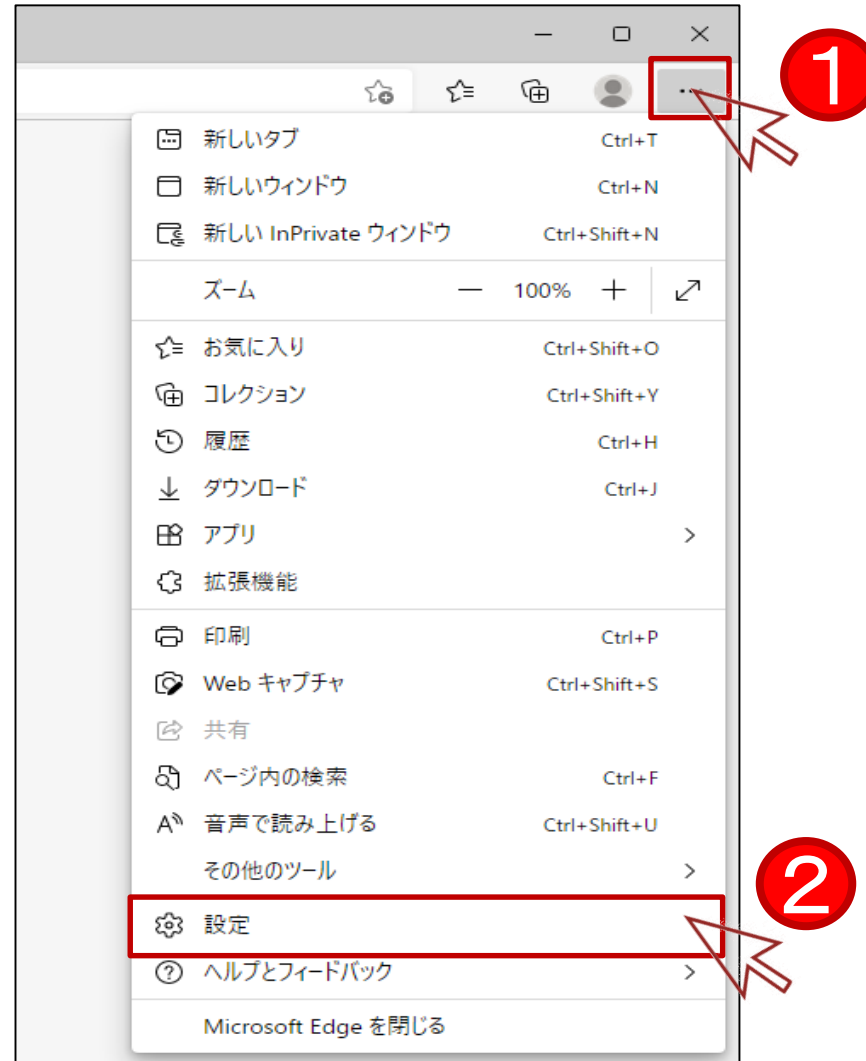 1
新しいタブ Ctrl+T
新しいウィンドウ Ctrl+N
新しい InPrivate ウィンドウ Ctrl+Shift+N
ズーム — 100% +
お気に入り Ctrl+Shift+O
コレクション Ctrl+Shift+Y
履歴 Ctrl+H
ダウンロード Ctrl+J
アプリ
拡張機能
印刷 Ctrl+P
Web キャプチャ Ctrl+Shift+S
共有
ページ内の検索 Ctrl+F
音声で読み上げる Ctrl+Shift+U
その他のツール
2
設定
ヘルプとフィードバック
Microsoft Edge を閉じる